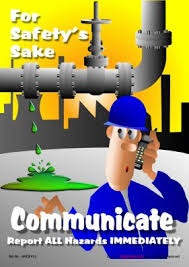 For
Safety's
Sake
Communicate
Report ALL Hazards IMMEDIATELY